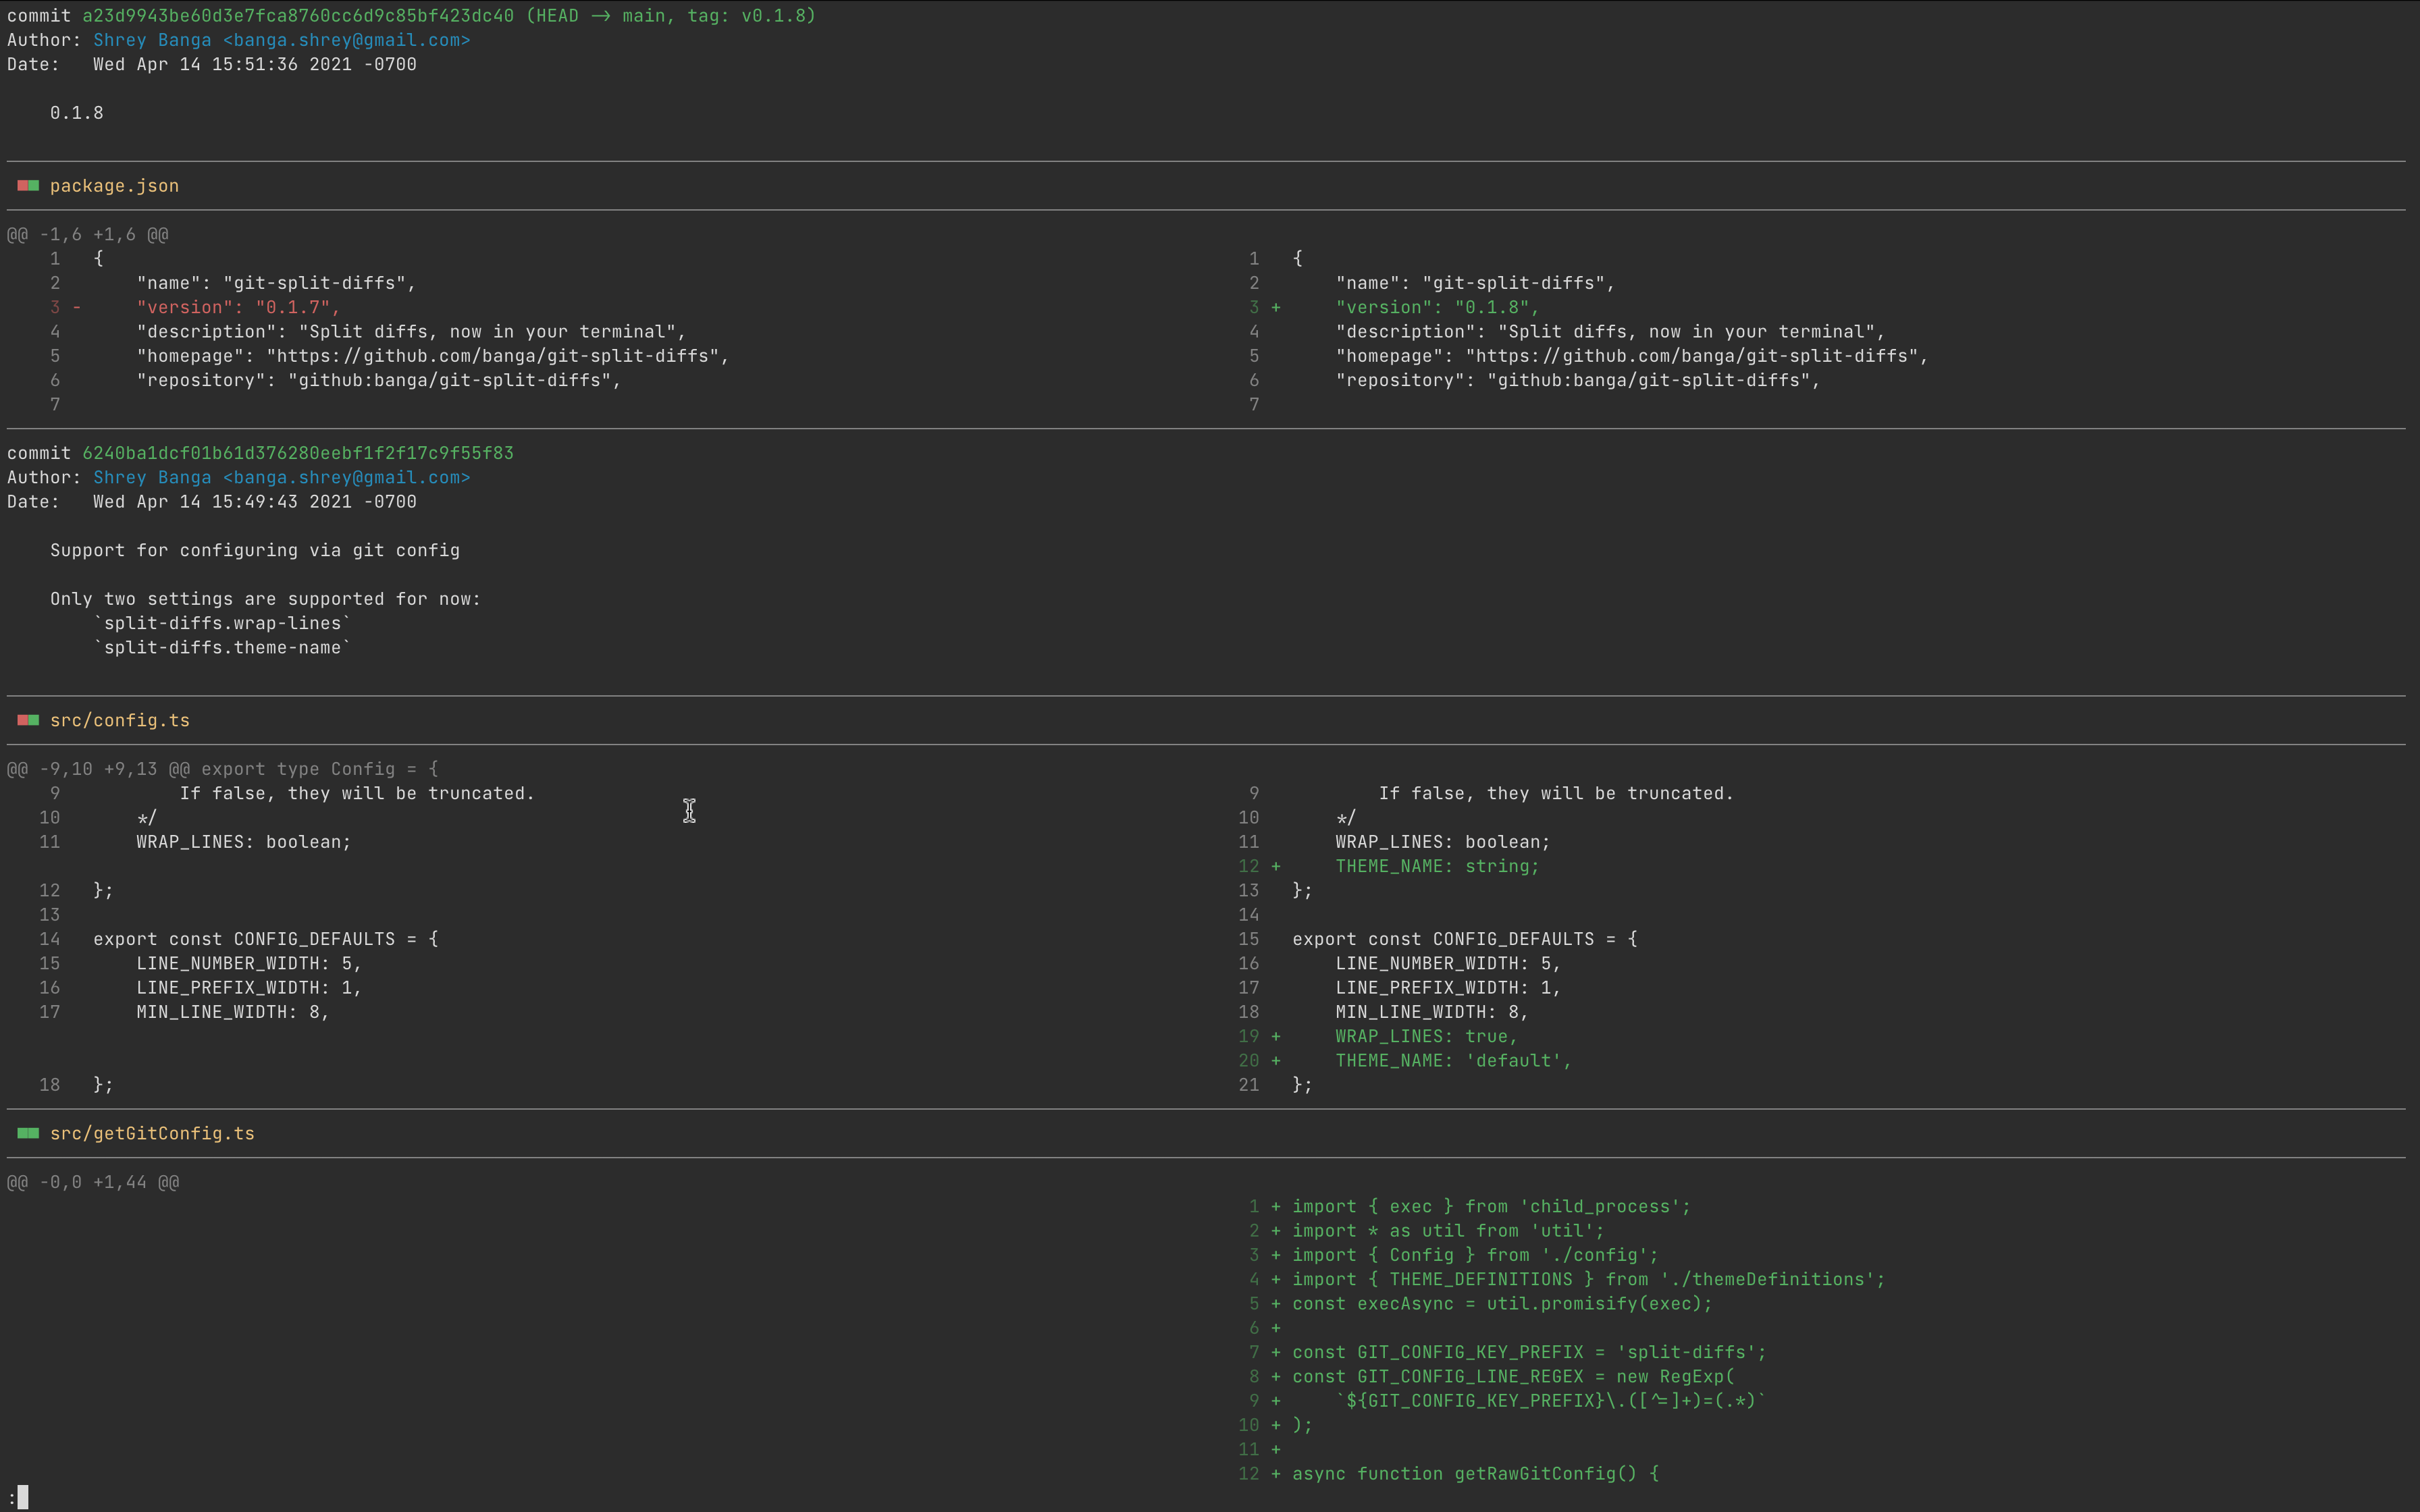 commit a23d9943be60d3e7fca8760cc6d9c85bf423dc40 (HEAD -> main, tag: v0.1.8)
Author: Shrey Banga <banga.shrey@gmail.com>
Date:   Wed Apr 14 15:51:36 2021 -0700
0.1.8
package.json
@@ -1,6 +1,6 @@
1   {   1   {
2       "name": "git-split-diffs",   2       "name": "git-split-diffs",
3 -     "version": "0.1.7",   3 +     "version": "0.1.8",
4       "description": "Split diffs, now in your terminal",   4       "description": "Split diffs, now in your terminal",
5       "homepage": "https://github.com/banga/git-split-diffs",   5       "homepage": "https://github.com/banga/git-split-diffs",
6       "repository": "github:banga/git-split-diffs",   6       "repository": "github:banga/git-split-diffs",
7   7
commit 6240ba1dcf01b61d376280eebf1f2f17c9f55f83
Author: Shrey Banga <banga.shrey@gmail.com>
Date:   Wed Apr 14 15:49:43 2021 -0700
Support for configuring via git config
Only two settings are supported for now:
`split-diffs.wrap-lines`
`split-diffs.theme-name`
src/config.ts
@@ -9,10 +9,13 @@ export type Config = {
9           If false, they will be truncated.   9           If false, they will be truncated.
10       */   10       */
11       WRAP_LINES: boolean;   11       WRAP_LINES: boolean;
12 +     THEME_NAME: string;
12   };   13   };
13   14
14   export const CONFIG_DEFAULTS = {   15   export const CONFIG_DEFAULTS = {
15       LINE_NUMBER_WIDTH: 5,   16       LINE_NUMBER_WIDTH: 5,
16       LINE_PREFIX_WIDTH: 1,   17       LINE_PREFIX_WIDTH: 1,
17       MIN_LINE_WIDTH: 8,   18       MIN_LINE_WIDTH: 8,
19 +     WRAP_LINES: true,
20 +     THEME_NAME: 'default',
18   };   21   };
src/getGitConfig.ts
@@ -0,0 +1,44 @@
1 + import { exec } from 'child_process';
2 + import * as util from 'util';
3 + import { Config } from './config';
4 + import { THEME_DEFINITIONS } from './themeDefinitions';
5 + const execAsync = util.promisify(exec);
6 +
7 + const GIT_CONFIG_KEY_PREFIX = 'split-diffs';
8 + const GIT_CONFIG_LINE_REGEX = new RegExp(
9 +     `${GIT_CONFIG_KEY_PREFIX}\.([^=]+)=(.*)`
10 + );
11 +
12 + async function getRawGitConfig() {
: